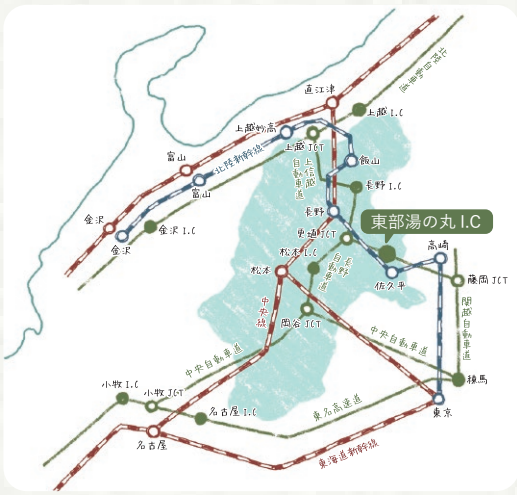 北陸自動車道
直江津
上越I.C
上越妙高
上越JCT
北陸新幹線
飯山
富山
富山
上信越自動車道
長野I.C
長野
金沢
金沢I.C
金沢
東部湯の丸I.C
更埴JCT
高崎
松本I.C
松本
長野自動車道
佐久平
藤岡JCT
中央線
岡谷JCT
関越自動車道
中央自動車道
中央自動車道
小牧I.C
小牧JCT
練馬
名古屋I.C
東名高速道
東京
名古屋
東海道新幹線